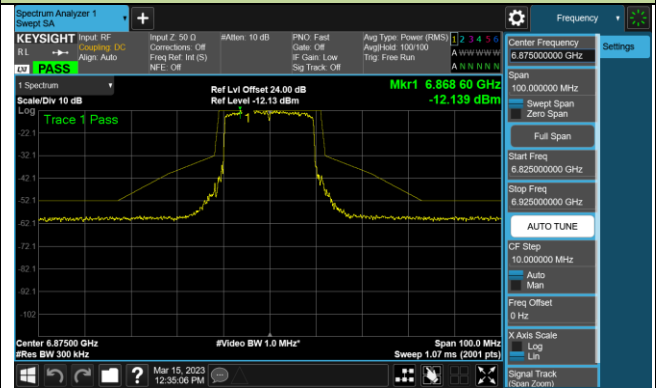 Spectrum Analyzer 1
Swept SA
Frequency
KEYSIGHT
RL
Input: RF
Coupling: DC
Align: Auto
Input Z: 50 Ω
Corrections: Off
Freq Ref: Int (S)
NFE: Off
#Atten: 10 dB
PNO: Fast
Gate: Off
IF Gain: Low
Sig Track: Off
Avg Type: Power (RMS)
Avg|Hold: 100/100
Trig: Free Run
1 2 3 4 5 6
A W W W W W
A N N N N N
LXI PASS
1 Spectrum
Scale/Div 10 dB
Ref Lvl Offset 24.00 dB
Ref Level -12.13 dBm
Mkr1 6.868 60 GHz
-12.139 dBm
Log
Trace 1 Pass
1
-22.1
-32.1
-42.1
-52.1
-62.1
-72.1
-82.1
-92.1
-102
Center 6.87500 GHz
#Res BW 300 kHz
#Video BW 1.0 MHz*
Span 100.0 MHz
Sweep 1.07 ms (2001 pts)
Mar 15, 2023
12:35:06 PM
Center Frequency
6.875000000 GHz
Settings
Span
100.000000 MHz
Swept Span
Zero Span
Full Span
Start Freq
6.825000000 GHz
Stop Freq
6.925000000 GHz
AUTO TUNE
CF Step
10.000000 MHz
Auto
Man
Freq Offset
0 Hz
X Axis Scale
Log
Lin
Signal Track
(Span Zoom)